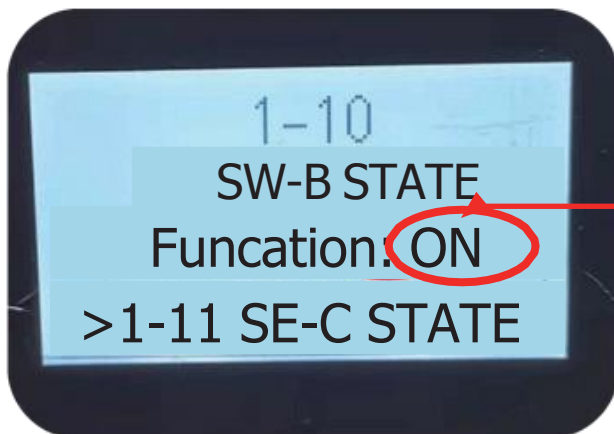 1-10
SW-B STATE
Funcation: ON
>1-11 SE-C STATE